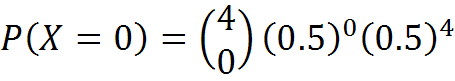 P(X = 0) = (4 0) (0.5)⁰(0.5)⁴